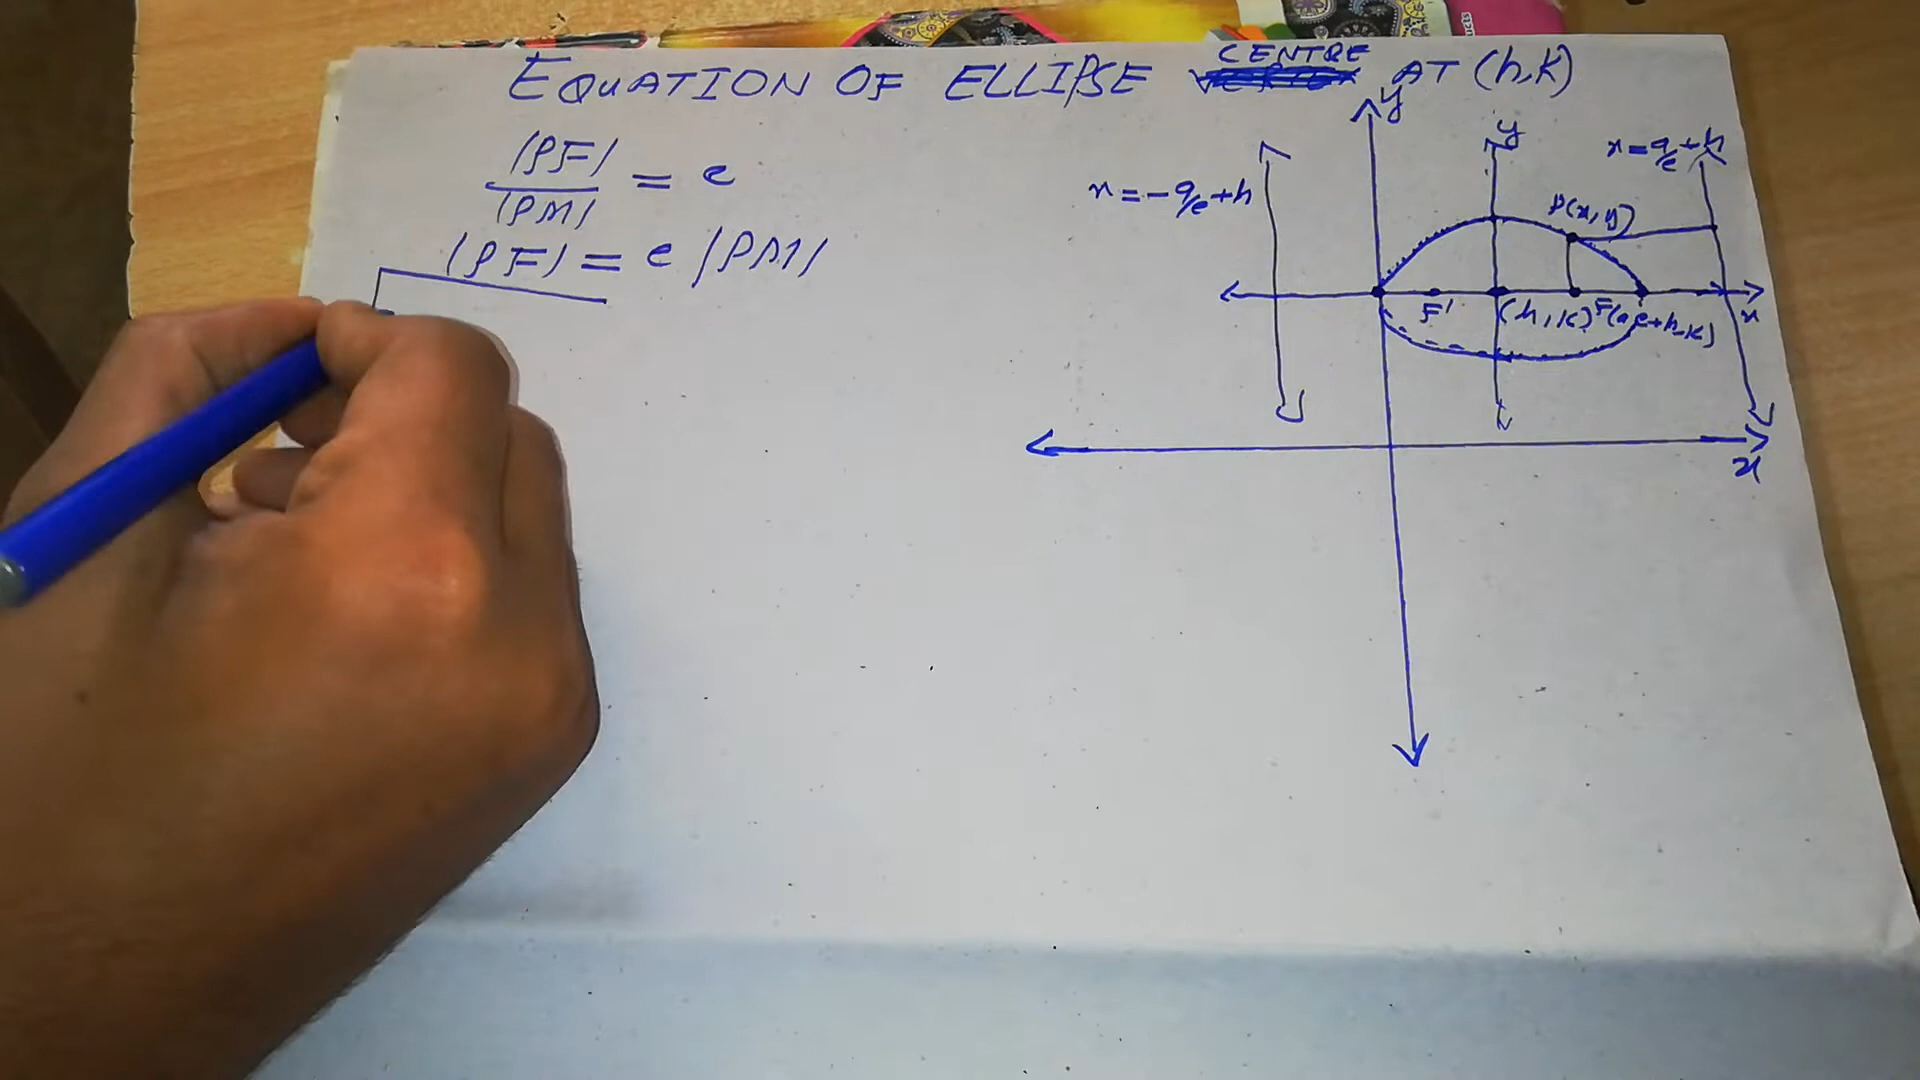 EQUATION OF ELLIPSE CENTRE AT (h,k)
|PF|
|PM|
= e
|PF| = e |PM|
y
y
x = a/e + h
x = -a/e + h
P(x, y)
F'
(h, k)
F(ae+h, k)
x
x